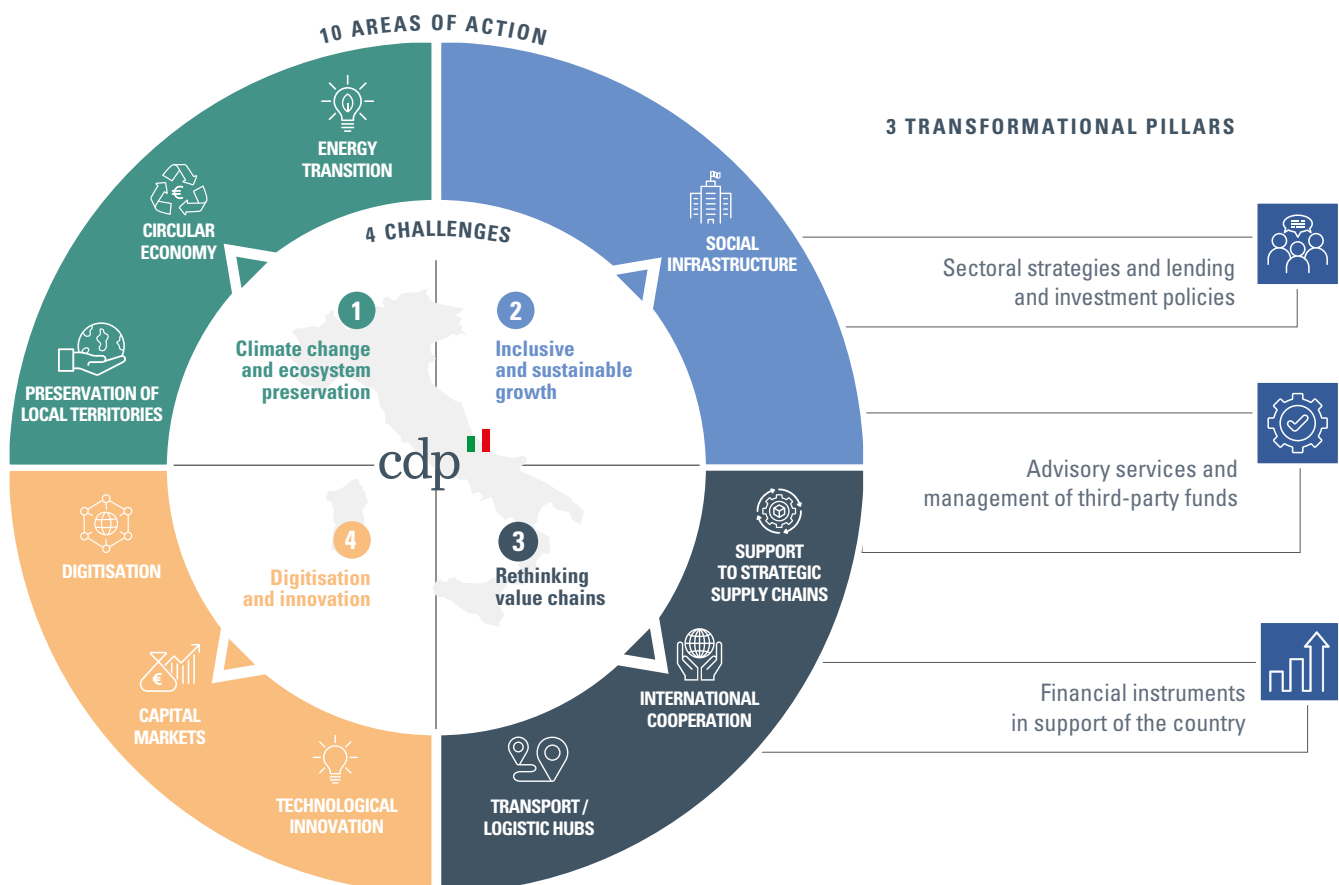 10 AREAS OF ACTION
ENERGY
TRANSITION
CIRCULAR
ECONOMY
PRESERVATION OF
LOCAL TERRITORIES
SOCIAL
INFRASTRUCTURE
4 CHALLENGES
1
Climate change
and ecosystem
preservation
2
Inclusive
and sustainable
growth
cdp
4
Digitisation
and innovation
3
Rethinking
value chains
DIGITISATION
€
CAPITAL
MARKETS
TECHNOLOGICAL
INNOVATION
SUPPORT
TO STRATEGIC
SUPPLY CHAINS
INTERNATIONAL
COOPERATION
TRANSPORT /
LOGISTIC HUBS
€
3 TRANSFORMATIONAL PILLARS
Sectoral strategies and lending
and investment policies
Advisory services and
management of third-party funds
Financial instruments
in support of the country